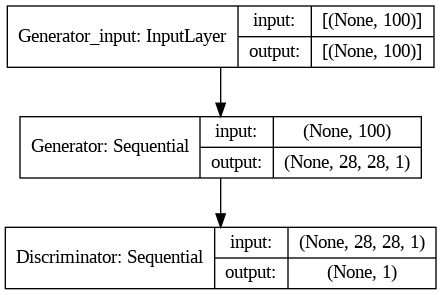 Generator_input: InputLayer
input: [(None, 100)]
output: [(None, 100)]
Generator: Sequential
input: (None, 100)
output: (None, 28, 28, 1)
Discriminator: Sequential
input: (None, 28, 28, 1)
output: (None, 1)